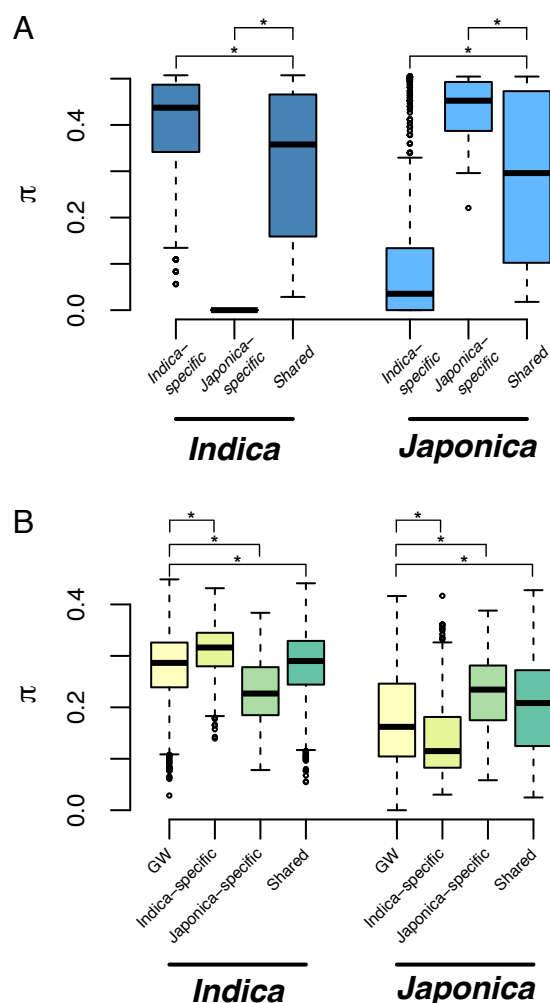 A
*
*
*
*
π
0.4
0.2
0.0
Indica–
specific
Japonica–
specific
Shared
Indica–
specific
Japonica–
specific
Shared
Indica
Japonica
B
*
*
*
*
*
*
π
0.4
0.2
0.0
GW
Indica–specific
Japonica–specific
Shared
GW
Indica–specific
Japonica–specific
Shared
Indica
Japonica